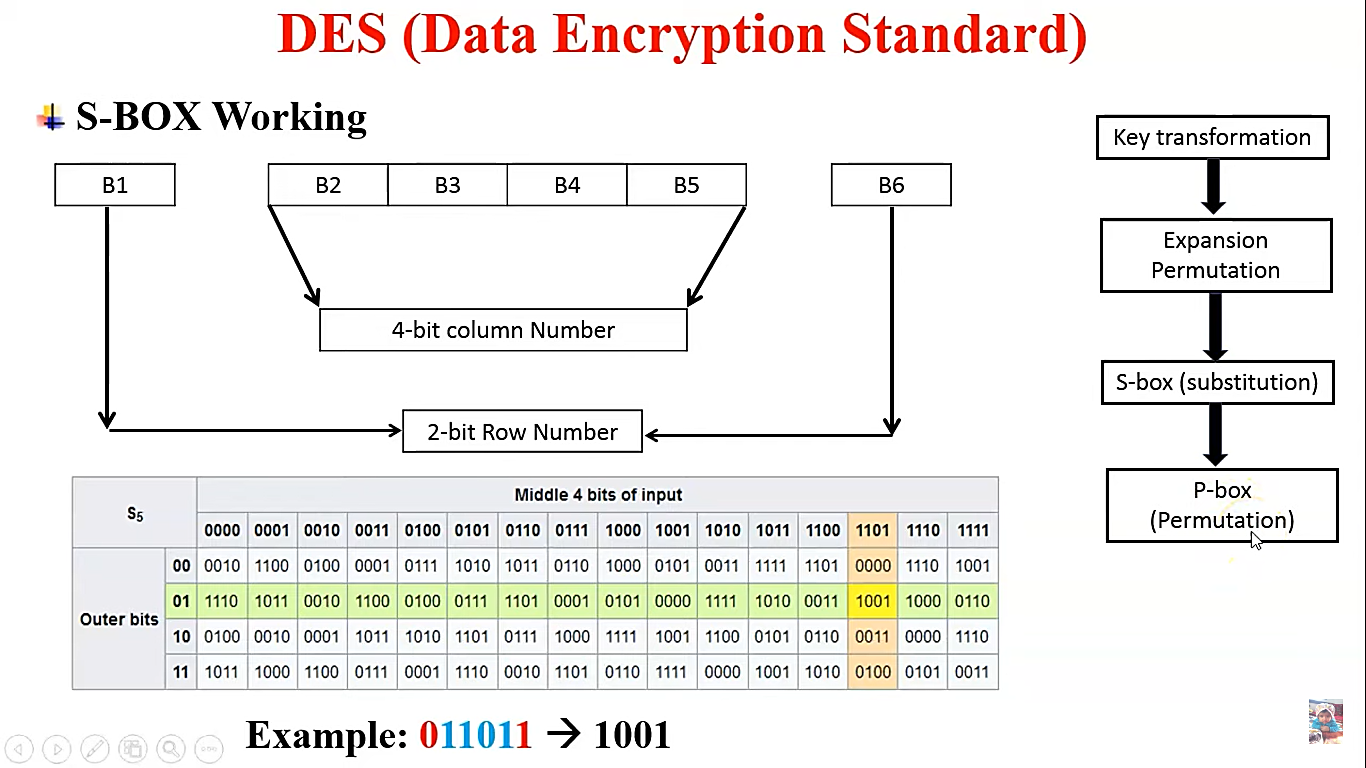 DES (Data Encryption Standard)
S-BOX Working
B1 B2 B3 B4 B5 B6
4-bit column Number
2-bit Row Number
Key transformation
Expansion
Permutation
S-box (substitution)
P-box
(Permutation)
S₅ Middle 4 bits of input
0000 0001 0010 0011 0100 0101 0110 0111 1000 1001 1010 1011 1100 1101 1110 1111
Outer bits
00 0010 1100 0100 0001 0111 1010 1011 0110 1000 0101 0011 1111 1101 0000 1110 1001
01 1110 1011 0010 1100 0100 0111 1101 0001 0101 0000 1111 1010 0011 1001 1000 0110
10 0100 0010 0001 1011 1010 1101 0111 1000 1111 1001 1100 0101 0110 0011 0000 1110
11 1011 1000 1100 0111 0001 1110 0010 1101 0110 1111 0000 1001 1010 0100 0101 0011
Example: 011011 → 1001